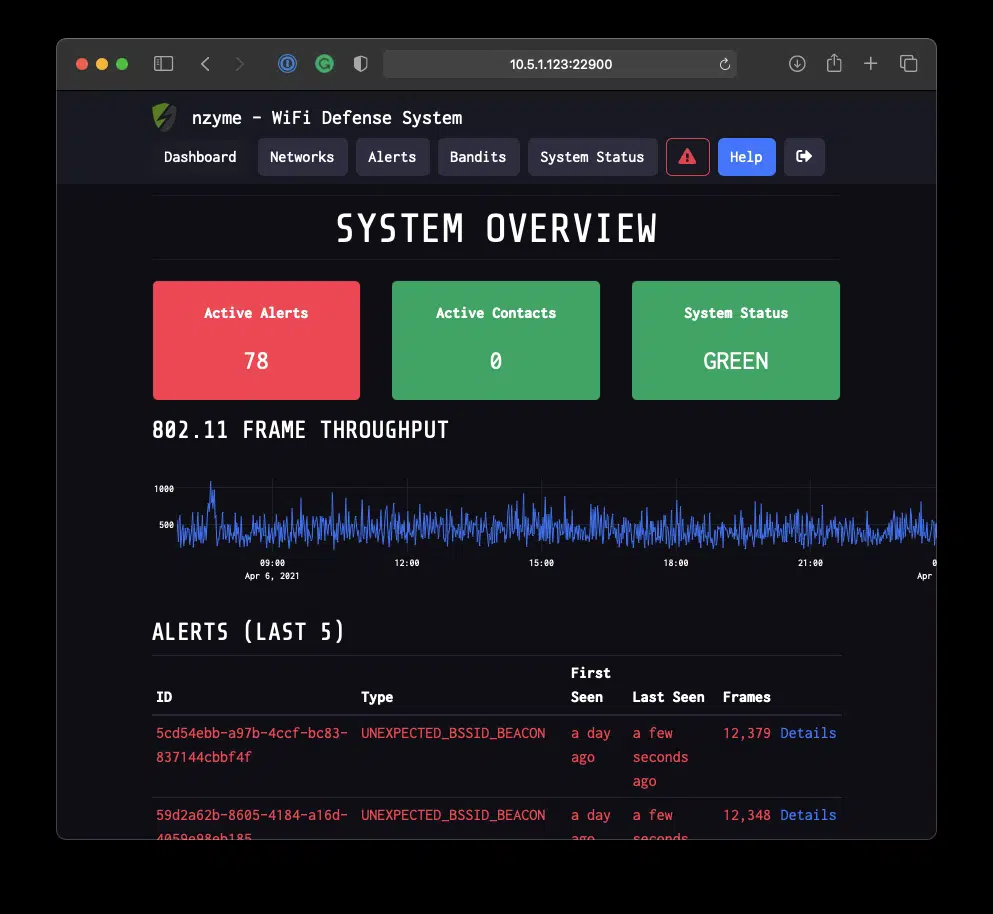 10.5.1.123:22900
nzyme - WiFi Defense System
Dashboard Networks Alerts Bandits System Status Help
SYSTEM OVERVIEW
Active Alerts Active Contacts System Status
78 0 GREEN
802.11 FRAME THROUGHPUT
1000
500
09:00 12:00 15:00 18:00 21:00 0
Apr 6, 2021 Apr
ALERTS (LAST 5)
First
ID Type Seen Last Seen Frames
5cd54ebb-a97b-4ccf-bc83- UNEXPECTED_BSSID_BEACON a day a few 12,379 Details
837144cbbf4f ago seconds
ago
59d2a62b-8605-4184-a16d- UNEXPECTED_BSSID_BEACON a day a few 12,348 Details
4059e98eb185 ago seconds